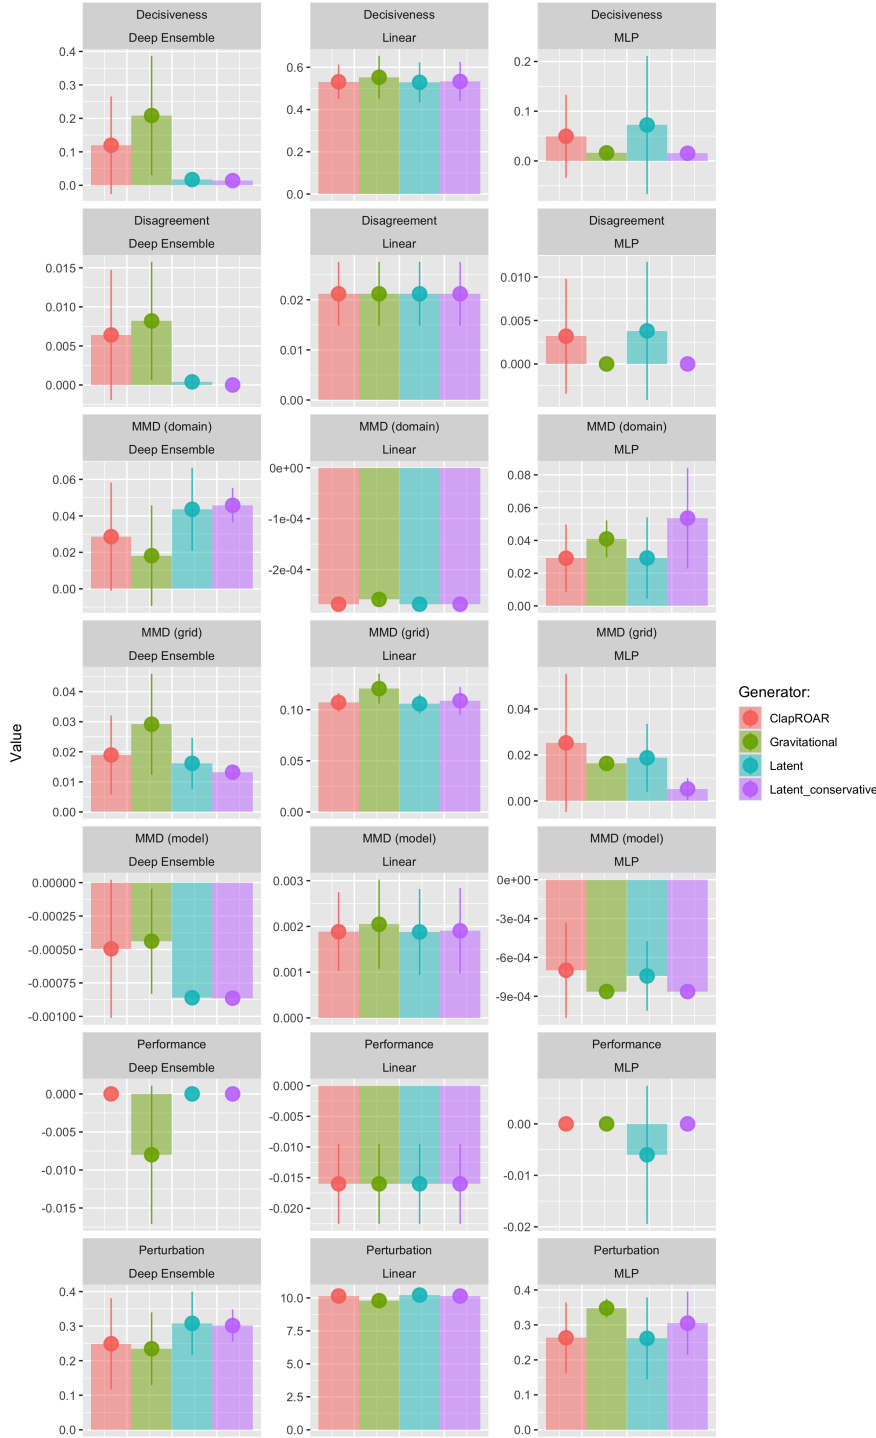 Decisiveness
Deep Ensemble
0.4
0.3
0.2
0.1
0.0
Decisiveness
Linear
0.6
0.4
0.2
0.0
Decisiveness
MLP
0.2
0.1
0.0
Disagreement
Deep Ensemble
0.015
0.010
0.005
0.000
Disagreement
Linear
0.02
0.01
0.00
Disagreement
MLP
0.010
0.005
0.000
MMD (domain)
Deep Ensemble
0.06
0.04
0.02
0.00
MMD (domain)
Linear
0e+00
-1e-04
-2e-04
MMD (domain)
MLP
0.08
0.06
0.04
0.02
0.00
MMD (grid)
Deep Ensemble
0.04
0.03
0.02
0.01
0.00
MMD (grid)
Linear
0.10
0.05
0.00
MMD (grid)
MLP
0.04
0.02
0.00
MMD (model)
Deep Ensemble
0.00000
-0.00025
-0.00050
-0.00075
-0.00100
MMD (model)
Linear
0.003
0.002
0.001
0.000
MMD (model)
MLP
0e+00
-3e-04
-6e-04
-9e-04
Performance
Deep Ensemble
0.000
-0.005
-0.010
-0.015
Performance
Linear
0.000
-0.005
-0.010
-0.015
-0.020
Performance
MLP
0.00
-0.01
-0.02
Perturbation
Deep Ensemble
0.4
0.3
0.2
0.1
0.0
Perturbation
Linear
10.0
7.5
5.0
2.5
0.0
Perturbation
MLP
0.4
0.3
0.2
0.1
0.0
Value
Generator:
ClapROAR
Gravitational
Latent
Latent_conservative